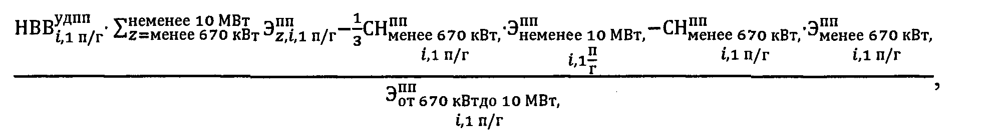 НВВ^{удпп}_{i,1 п/г} · ∑^{неменее 10 МВт}_{z=менее 670 кВт} Э^{пп}_{z,i,1 п/г} − \frac{1}{3} СН^{пп}_{менее 670 кВт, i,1 п/г} · Э^{пп}_{неменее 10 МВт, i,1\frac{п}{г}} − СН^{пп}_{менее 670 кВт, i,1 п/г} · Э^{пп}_{менее 670 кВт, i,1 п/г}
Э^{пп}_{от 670 кВтдо 10 МВт, i,1 п/г} ,